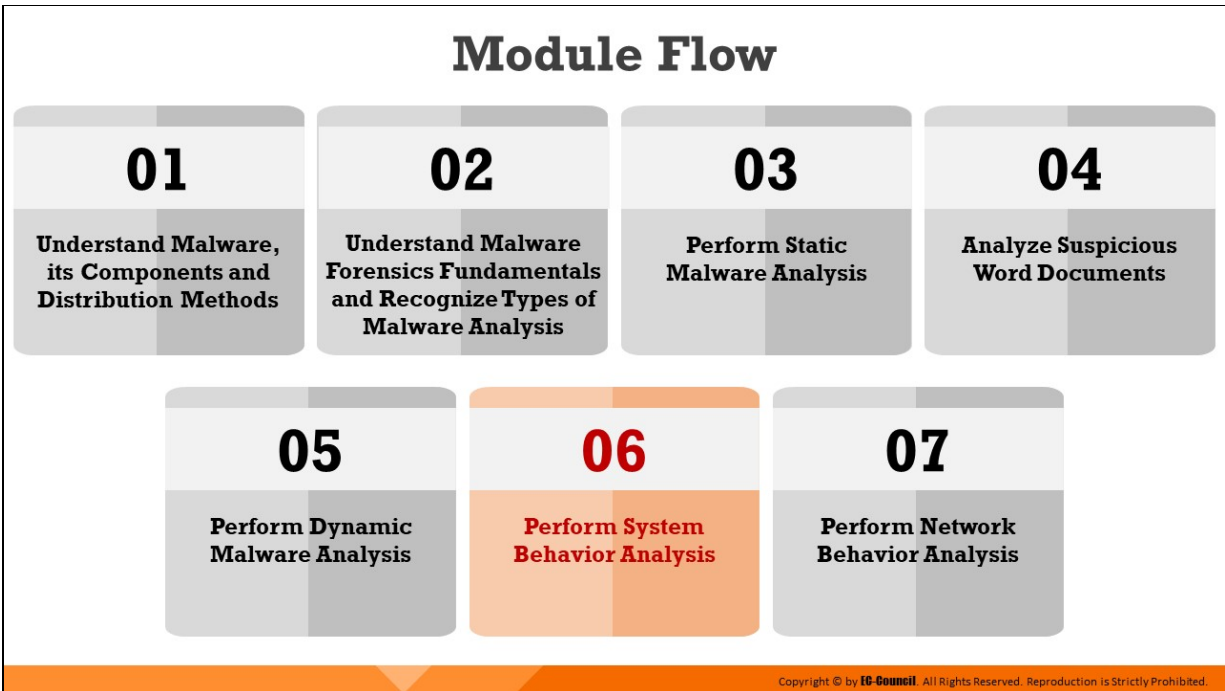 Module Flow
01
Understand Malware,
its Components and
Distribution Methods
02
Understand Malware
Forensics Fundamentals
and Recognize Types of
Malware Analysis
03
Perform Static
Malware Analysis
04
Analyze Suspicious
Word Documents
05
Perform Dynamic
Malware Analysis
06
Perform System
Behavior Analysis
07
Perform Network
Behavior Analysis
Copyright © by EC-Council. All Rights Reserved. Reproduction is Strictly Prohibited.